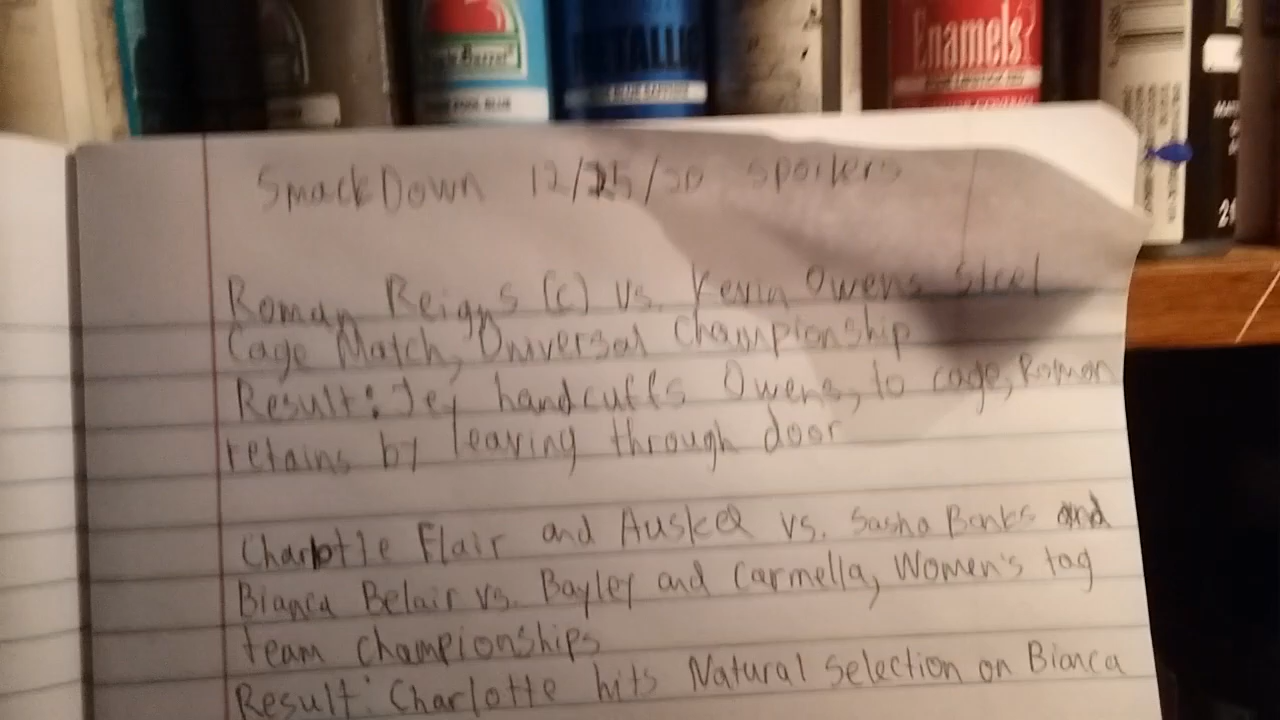 Enamels
SmackDown 12/25/20 spoilers
Roman Reigns (c) vs. Kevin Owens Steel
Cage Match, Universal Championship
Result: Jey handcuffs Owens, to cage, Roman
retains by leaving through door
Charlotte Flair and Auska vs. Sasha Banks and
Bianca Belair vs. Bayley and Carmella, Women's tag
team championships
Result: Charlotte hits Natural Selection on Bianca